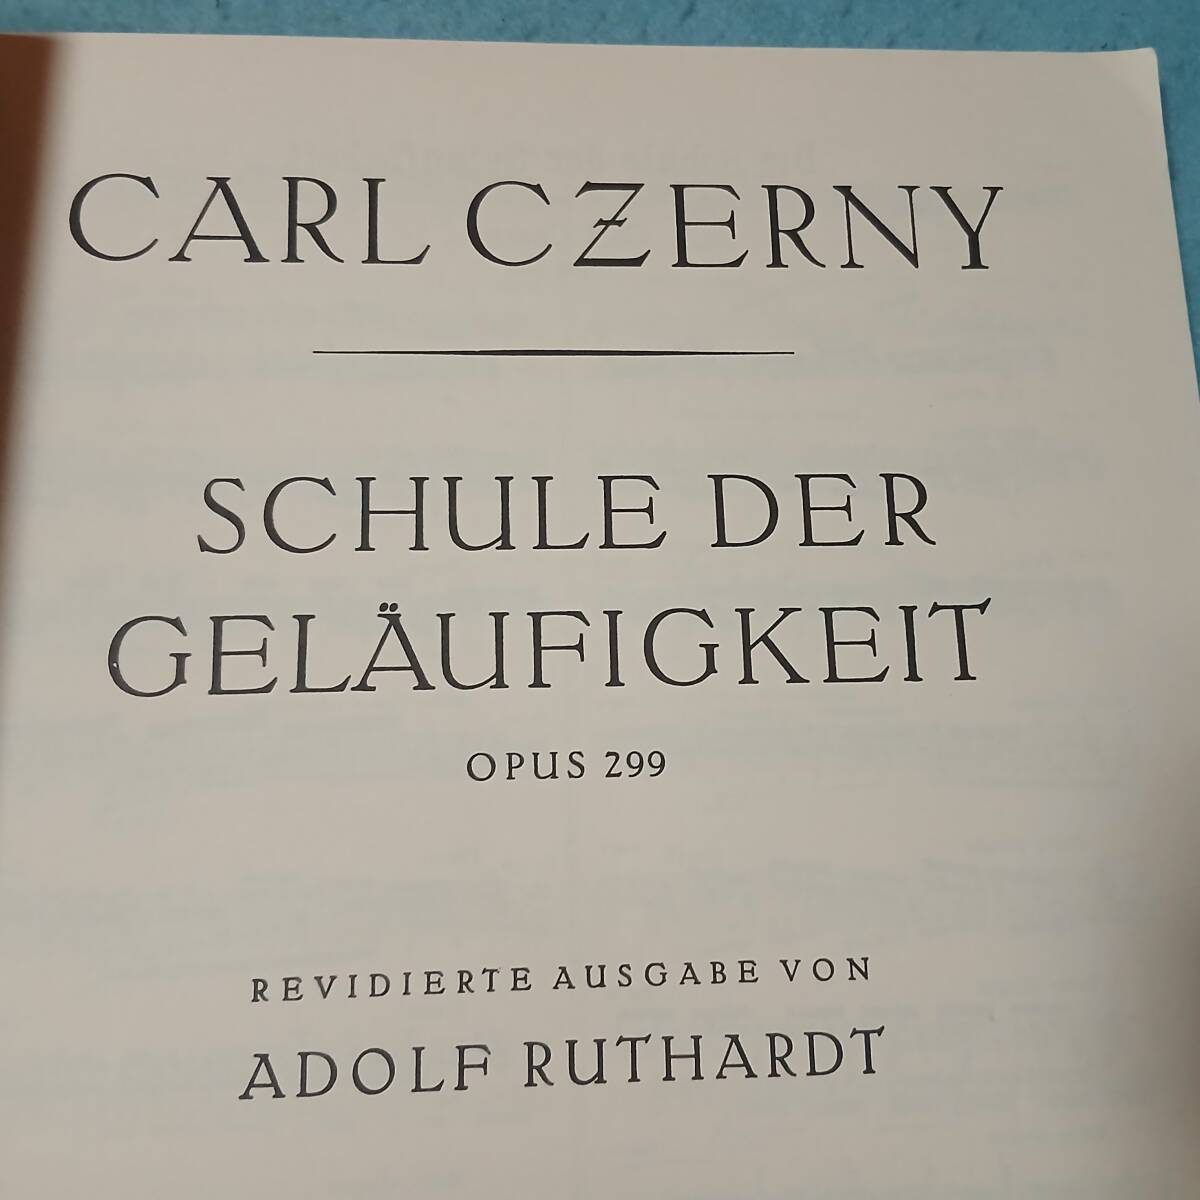 CARL CZERNY
SCHULE DER
GELÄUFIGKEIT
OPUS 299
REVIDIERTE AUSGABE VON
ADOLF RUTHARDT